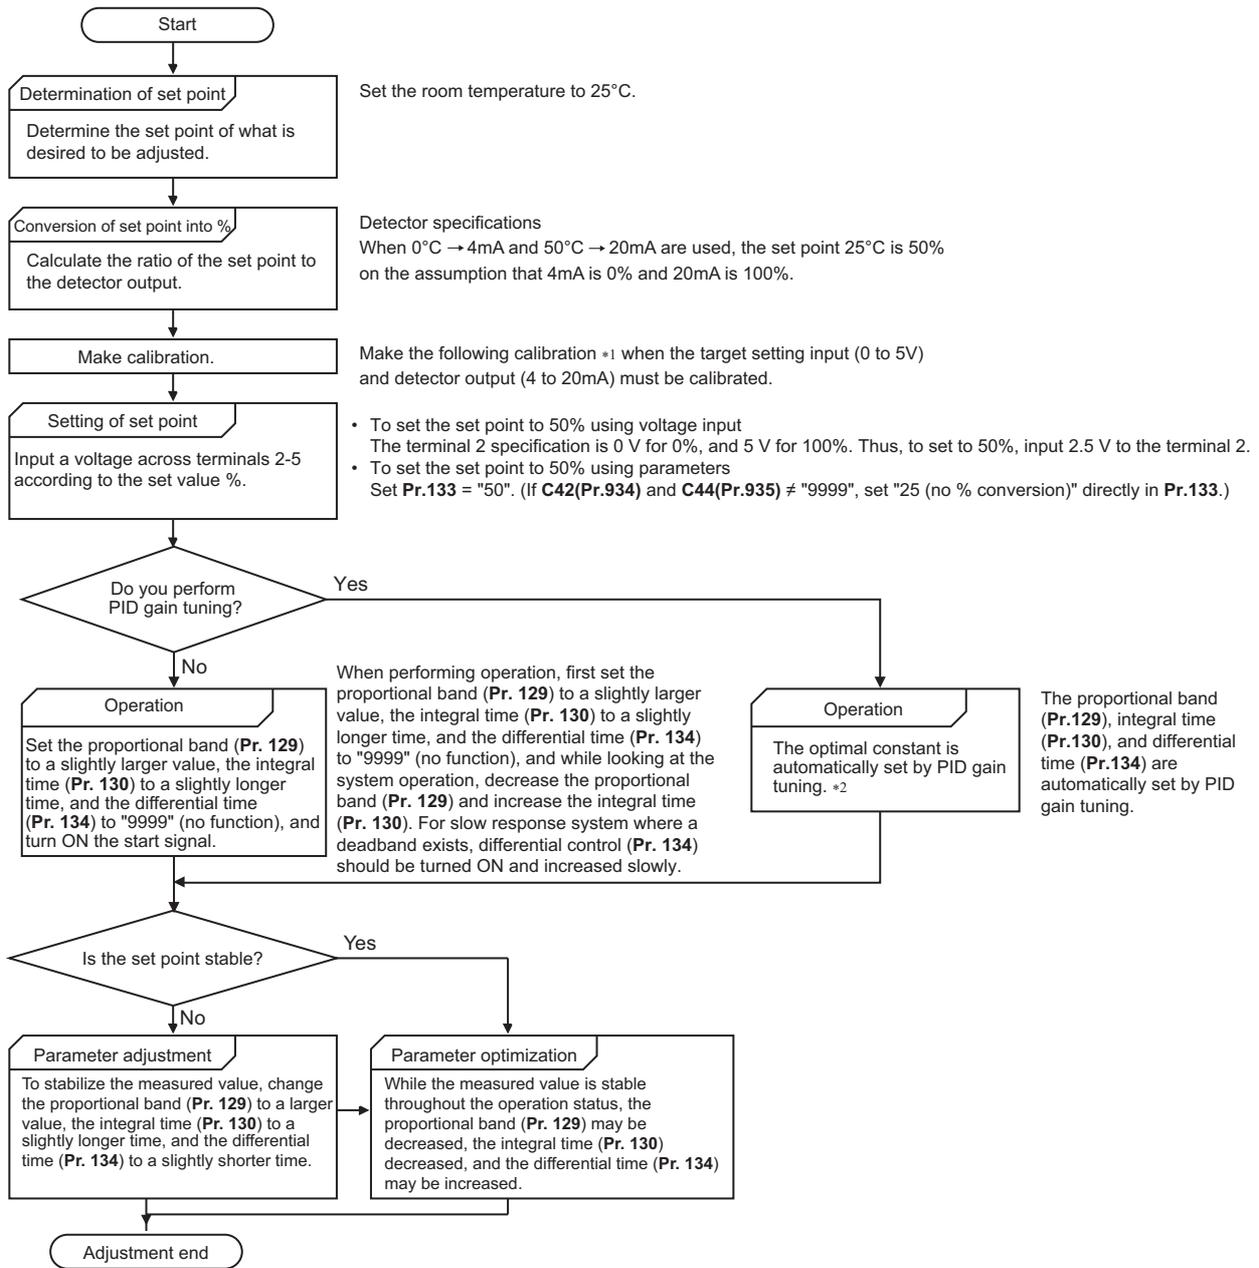 Start
Determination of set point
Set the room temperature to 25°C.
Determine the set point of what is
desired to be adjusted.
Conversion of set point into %
Calculate the ratio of the set point to
the detector output.
Detector specifications
When 0°C → 4mA and 50°C → 20mA are used, the set point 25°C is 50%
on the assumption that 4mA is 0% and 20mA is 100%.
Make calibration.
Make the following calibration *1 when the target setting input (0 to 5V)
and detector output (4 to 20mA) must be calibrated.
Setting of set point
Input a voltage across terminals 2-5
according to the set value %.
• To set the set point to 50% using voltage input
The terminal 2 specification is 0 V for 0%, and 5 V for 100%. Thus, to set to 50%, input 2.5 V to the terminal 2.
• To set the set point to 50% using parameters
Set Pr.133 = "50". (If C42(Pr.934) and C44(Pr.935) ≠ "9999", set "25 (no % conversion)" directly in Pr.133.)
Do you perform
PID gain tuning?
Yes
No
Operation
Set the proportional band (Pr. 129)
to a slightly larger value, the integral
time (Pr. 130) to a slightly longer
time, and the differential time
(Pr. 134) to "9999" (no function), and
turn ON the start signal.
When performing operation, first set the
proportional band (Pr. 129) to a slightly larger
value, the integral time (Pr. 130) to a slightly
longer time, and the differential time (Pr. 134)
to "9999" (no function), and while looking at the
system operation, decrease the proportional
band (Pr. 129) and increase the integral time
(Pr. 130). For slow response system where a
deadband exists, differential control (Pr. 134)
should be turned ON and increased slowly.
Operation
The optimal constant is
automatically set by PID gain
tuning. *2
The proportional band
(Pr.129), integral time
(Pr.130), and differential
time (Pr.134) are
automatically set by PID
gain tuning.
Is the set point stable?
Yes
No
Parameter adjustment
To stabilize the measured value, change
the proportional band (Pr. 129) to a larger
value, the integral time (Pr. 130) to a
slightly longer time, and the differential
time (Pr. 134) to a slightly shorter time.
Parameter optimization
While the measured value is stable
throughout the operation status, the
proportional band (Pr. 129) may be
decreased, the integral time (Pr. 130)
decreased, and the differential time (Pr. 134)
may be increased.
Adjustment end